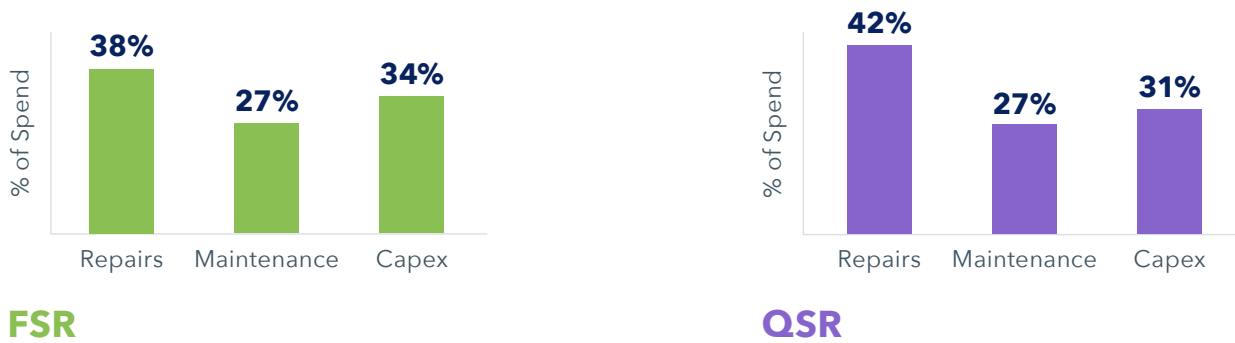 % of Spend
38%
27%
34%
Repairs
Maintenance
Capex
FSR
% of Spend
42%
27%
31%
Repairs
Maintenance
Capex
QSR